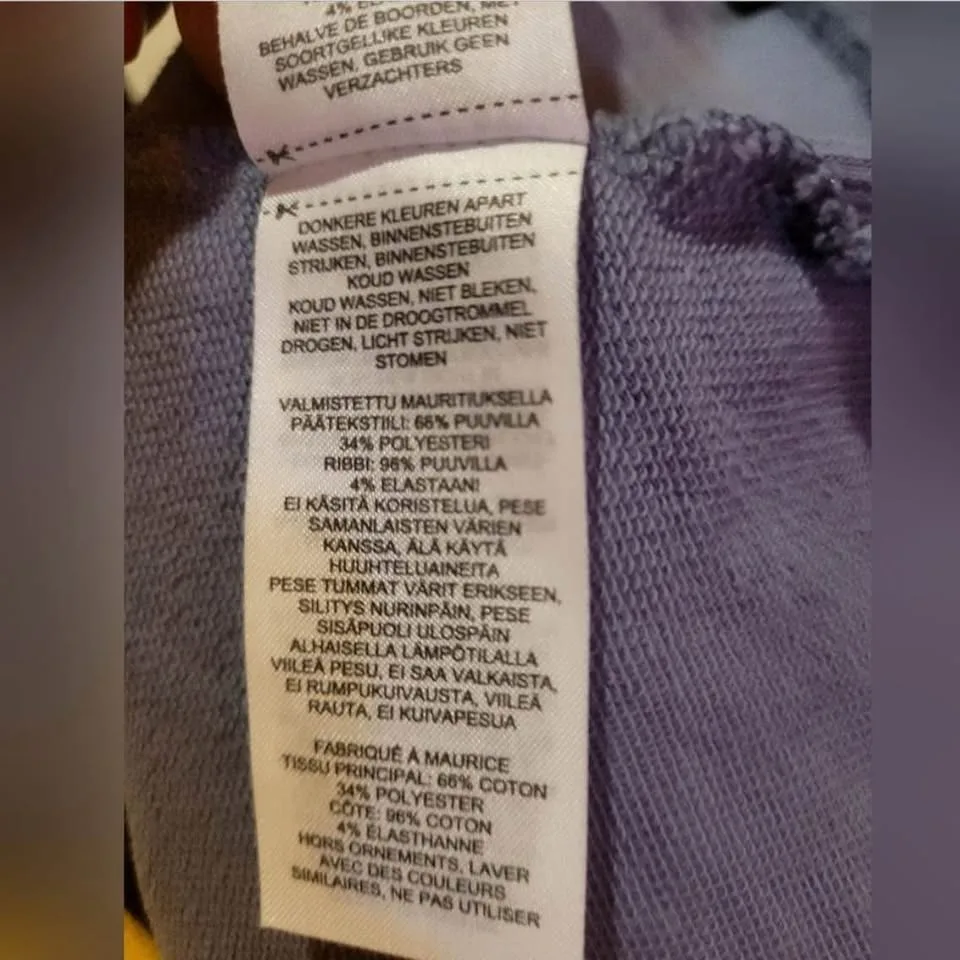 4%
BEHALVE DE BOORDEN, MET
SOORTGELIJKE KLEUREN
WASSEN, GEBRUIK GEEN
VERZACHTERS
DONKERE KLEUREN APART
WASSEN, BINNENSTEBUITEN
STRIJKEN, BINNENSTEBUITEN
KOUD WASSEN
KOUD WASSEN, NIET BLEKEN,
NIET IN DE DROOGTROMMEL
DROGEN, LICHT STRIJKEN, NIET
STOMEN
VALMISTETTU MAURITIUKSELLA
PÄÄTEKSTIILI: 66% PUUVILLA
34% POLYESTERI
RIBBI: 96% PUUVILLA
4% ELASTAANI
EI KÄSITÄ KORISTELUA, PESE
SAMANLAISTEN VÄRIEN
KANSSA, ÄLÄ KÄYTÄ
HUUHTELUAINEITA
PESE TUMMAT VÄRIT ERIKSEEN,
SILITYS NURINPÄIN, PESE
SISÄPUOLI ULOSPÄIN
ALHAISELLA LÄMPÖTILALLA
VIILEÄ PESU, EI SAA VALKAISTA,
EI RUMPUKUIVAUSTA, VIILEÄ
RAUTA, EI KUIVAPESUA
FABRIQUÉ À MAURICE
TISSU PRINCIPAL: 66% COTON
34% POLYESTER
CÔTE: 96% COTON
4% ÉLASTHANNE
HORS ORNEMENTS, LAVER
AVEC DES COULEURS
SIMILAIRES, NE PAS UTILISER